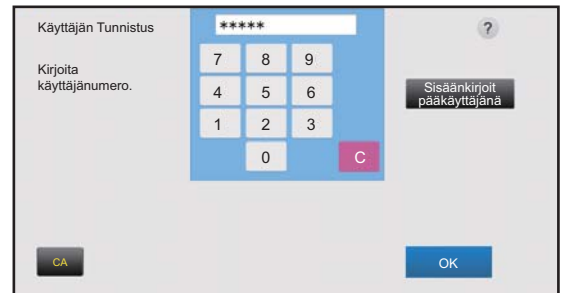 Käyttäjän Tunnistus
*****
?
Kirjoita
käyttäjänumero.
7 8 9
4 5 6
1 2 3
0 C
Sisäänkirjoit
pääkäyttäjänä
CA
OK